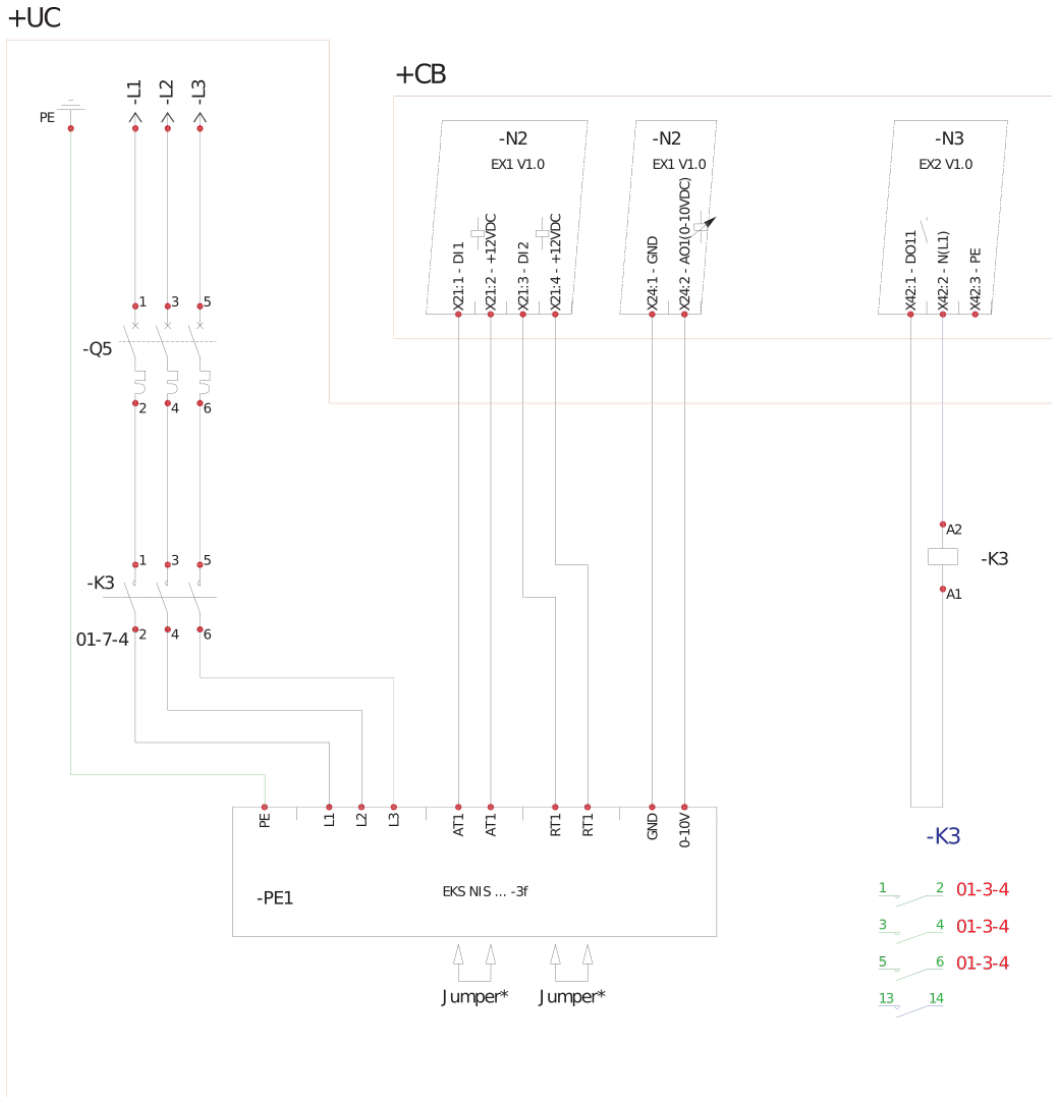 +UC
+CB
-L1
-L2
-L3
PE
-N2
EX1 V1.0
X21:1 - DI1
X21:2 - +12VDC
X21:3 - DI2
X21:4 - +12VDC
-N2
EX1 V1.0
X24:1 - GND
X24:2 - AO1(0-10VDC)
-N3
EX2 V1.0
X42:1 - DO11
X42:2 - N(L1)
X42:3 - PE
1 3 5
-Q5
2 4 6
A2
-K3
A1
1 3 5
-K3
01-7-4
2 4 6
PE
L1
L2
L3
AT1
AT1
RT1
RT1
GND
0-10V
-PE1
EKS NIS ... -3f
Jumper*
Jumper*
-K3
1 2 01-3-4
3 4 01-3-4
5 6 01-3-4
13 14